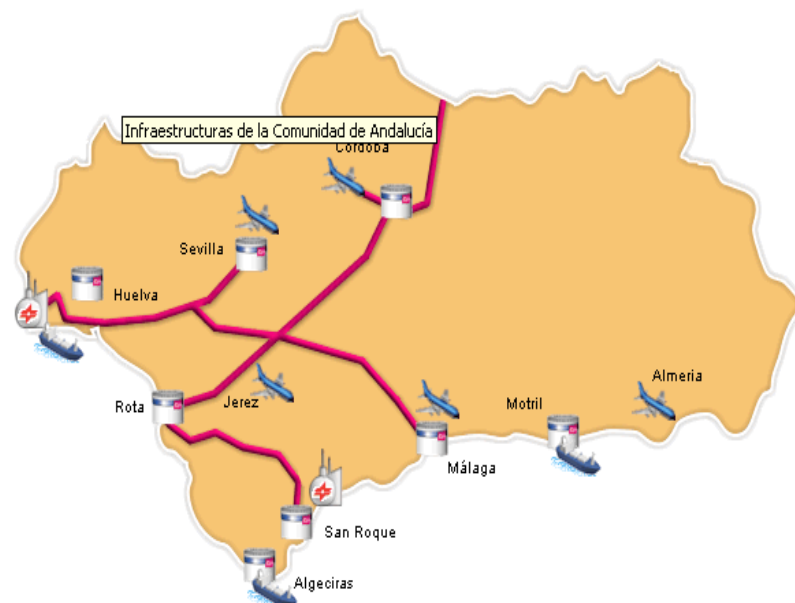 Infraestructuras de la Comunidad de Andalucía
Córdoba
Sevilla
Huelva
Almeria
Jerez
Rota
Motril
Málaga
San Roque
Algeciras